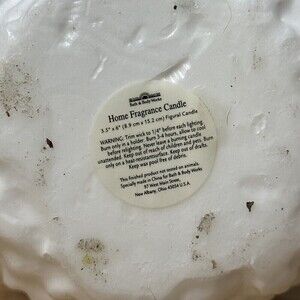 Bath & Body Works
Home Fragrance Candle
3.5" x 6" (8.9 cm x 15.2 cm) Figural Candle
WARNING: Trim wick to 1/4" before each lighting.
Burn only in a holder. Burn 3-4 hours, allow to cool
before relighting. Never leave a burning candle
unattended. Keep out of reach of children and pets. Burn
only on a heat-resistant surface. Keep out of drafts.
Keep wax pool free of debris.
This finished product not tested on animals.
Specially made in China for Bath & Body Works
97 West Main Street,
New Albany, Ohio 43054 U.S.A.